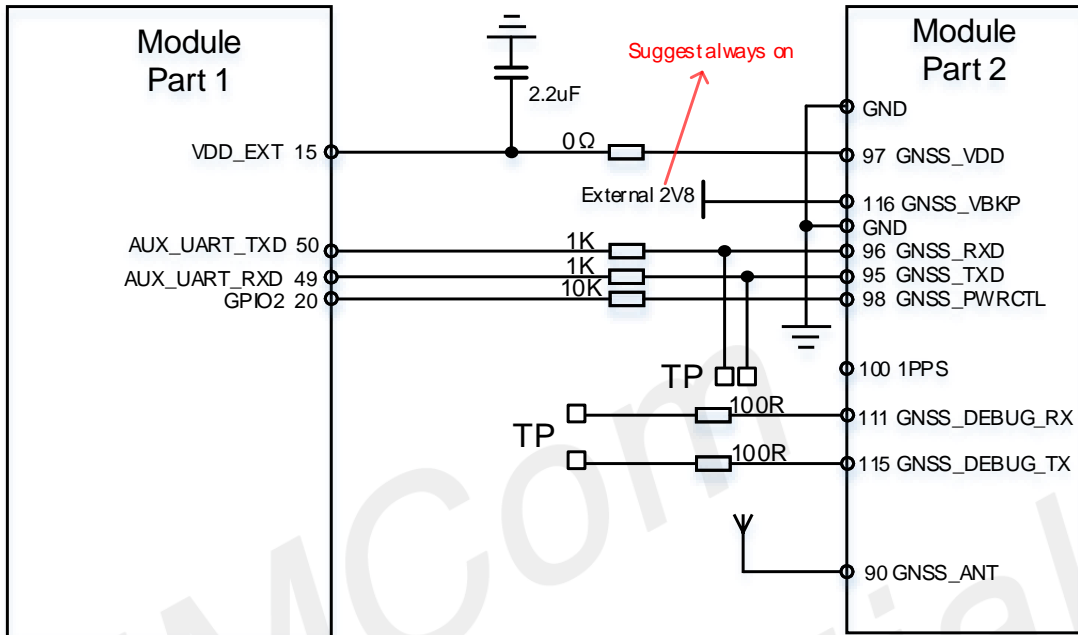 Module
Part 1
Module
Part 2
Suggest always on
2.2uF
GND
VDD_EXT 15
0Ω
97 GNSS_VDD
External 2V8
116 GNSS_VBKP
GND
AUX_UART_TXD 50
1K
96 GNSS_RXD
AUX_UART_RXD 49
1K
95 GNSS_TXD
GPIO2 20
10K
98 GNSS_PWRCTL
100 1PPS
TP
100R
111 GNSS_DEBUG_RX
TP
100R
115 GNSS_DEBUG_TX
90 GNSS_ANT
MCom